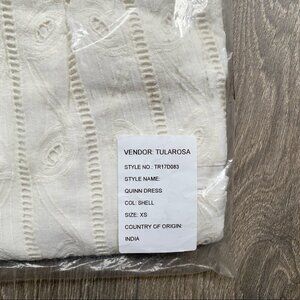 VENDOR: TULAROSA
STYLE NO.: TR17D083
STYLE NAME:
QUINN DRESS
COL: SHELL
SIZE: XS
COUNTRY OF ORIGIN:
INDIA